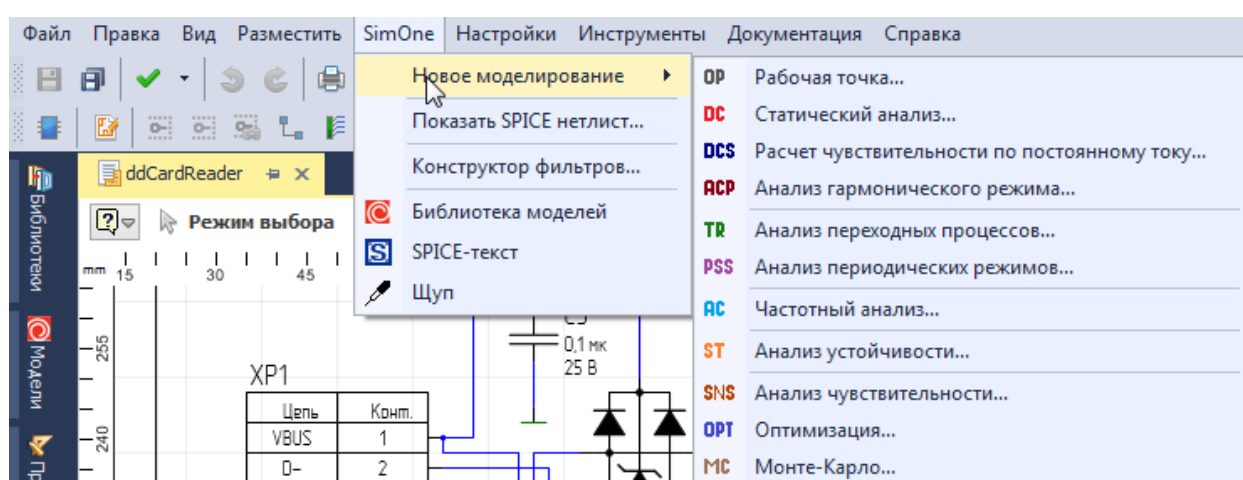 Файл Правка Вид Разместить SimOne Настройки Инструменты Документация Справка
Новое моделирование
Показать SPICE нетлист...
Конструктор фильтров...
Библиотека моделей
SPICE-текст
Щуп
OP Рабочая точка...
DC Статический анализ...
DCS Расчет чувствительности по постоянному току...
ACP Анализ гармонического режима...
TR Анализ переходных процессов...
PSS Анализ периодических режимов...
AC Частотный анализ...
ST Анализ устойчивости...
SNS Анализ чувствительности...
OPT Оптимизация...
MC Монте-Карло...
ddCardReader
Режим выбора
Библиотеки
Модели
mm 15 30 45
255
240
0,1 мк
25 В
XP1
Цепь Конт.
VBUS 1
D- 2